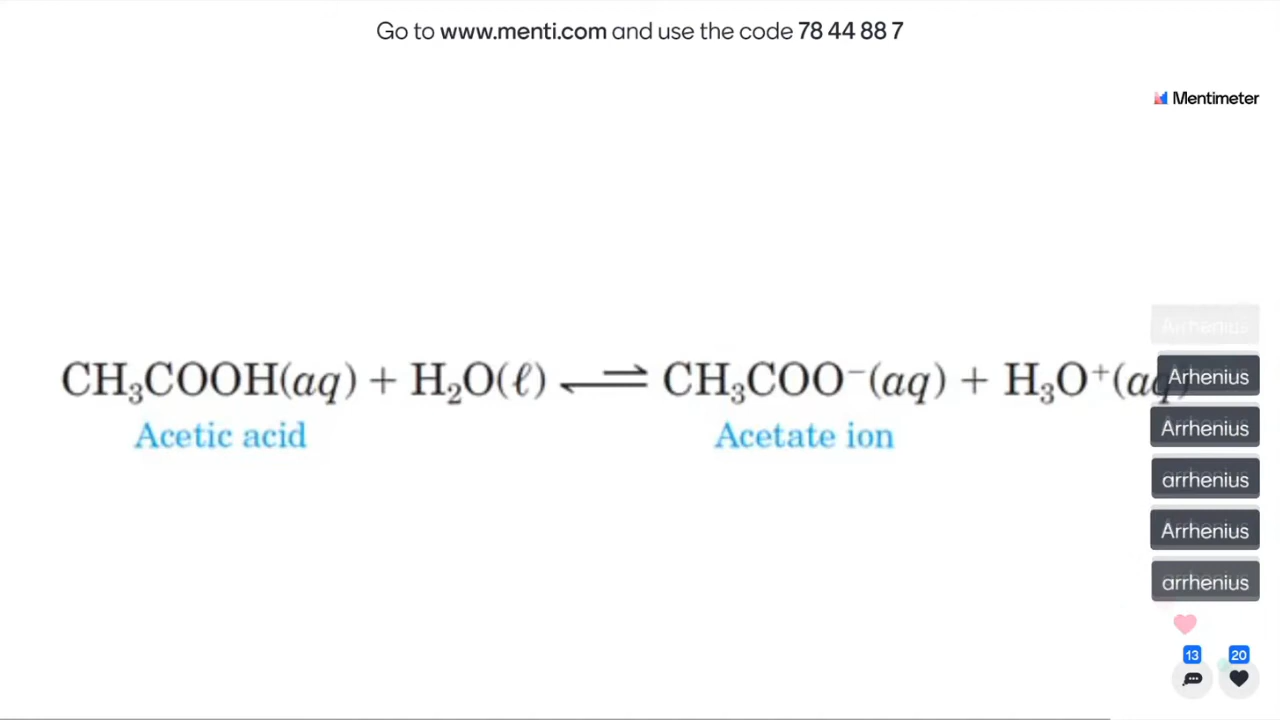 Go to www.menti.com and use the code 78 44 88 7
Mentimeter
CH₃COOH(aq) + H₂O(ℓ) ⇌ CH₃COO⁻(aq) + H₃O⁺(aq)
Acetic acid
Acetate ion
Arrhenius
Arhenius
Arrhenius
arrhenius
Arrhenius
arrhenius
13
20